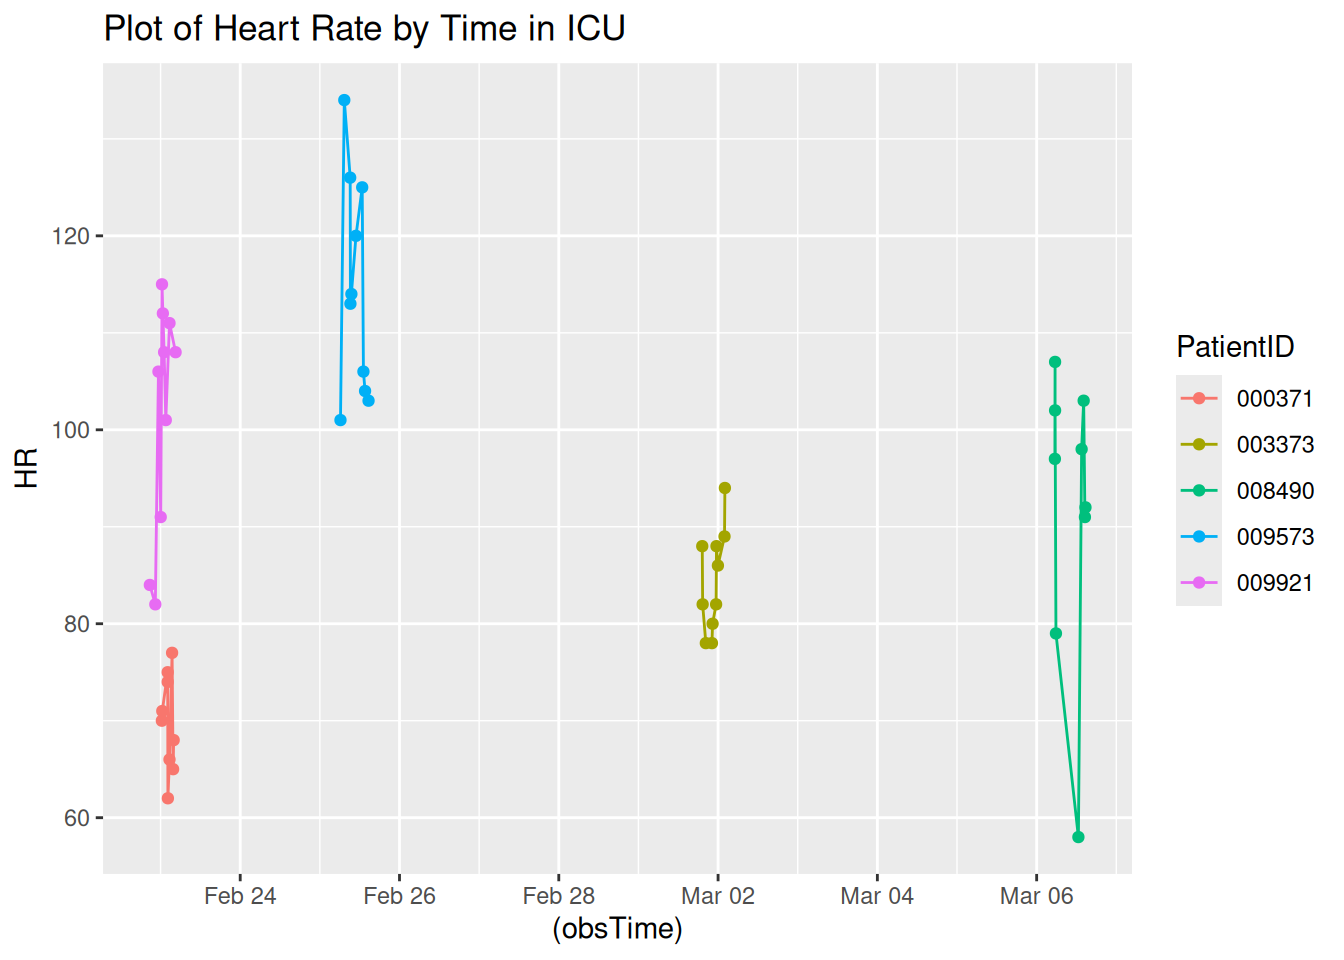 Plot of Heart Rate by Time in ICU
HR
120
100
80
60
Feb 24
Feb 26
Feb 28
Mar 02
Mar 04
Mar 06
(obsTime)
PatientID
000371
003373
008490
009573
009921